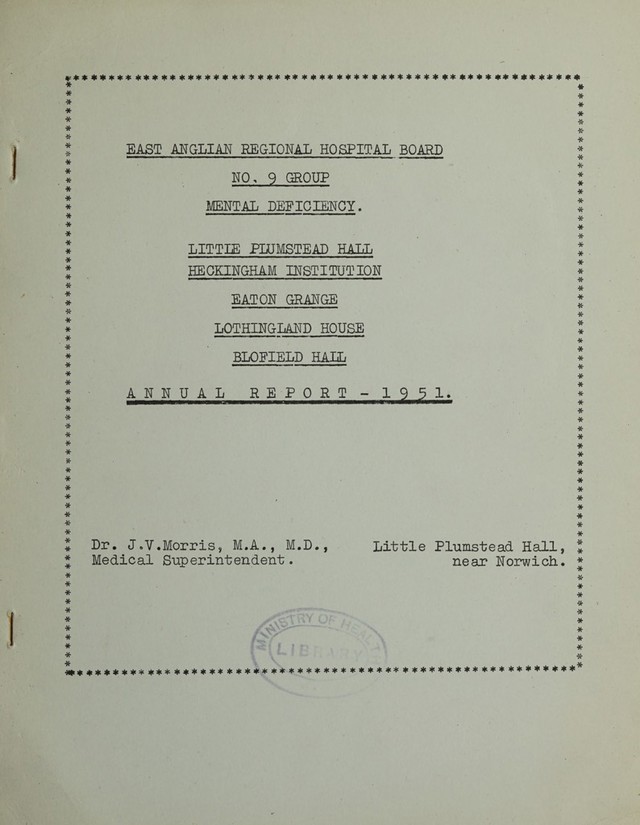 EAST ANGLIAN REGIONAL HOSPITAL BOARD
NO. 9 GROUP
MENTAL DEFICIENCY.
LITTLE PLUMSTEAD HALL
HECKINGHAM INSTITUTION
EATON GRANGE
LOTHINGLAND HOUSE
BLOFIELD HALL
ANNUAL REPORT - 1951.
Dr. J.V.Morris, M.A., M.D.,
Medical Superintendent.
Little Plumstead Hall,
near Norwich.
MINISTRY OF HEALTH
LIBRARY